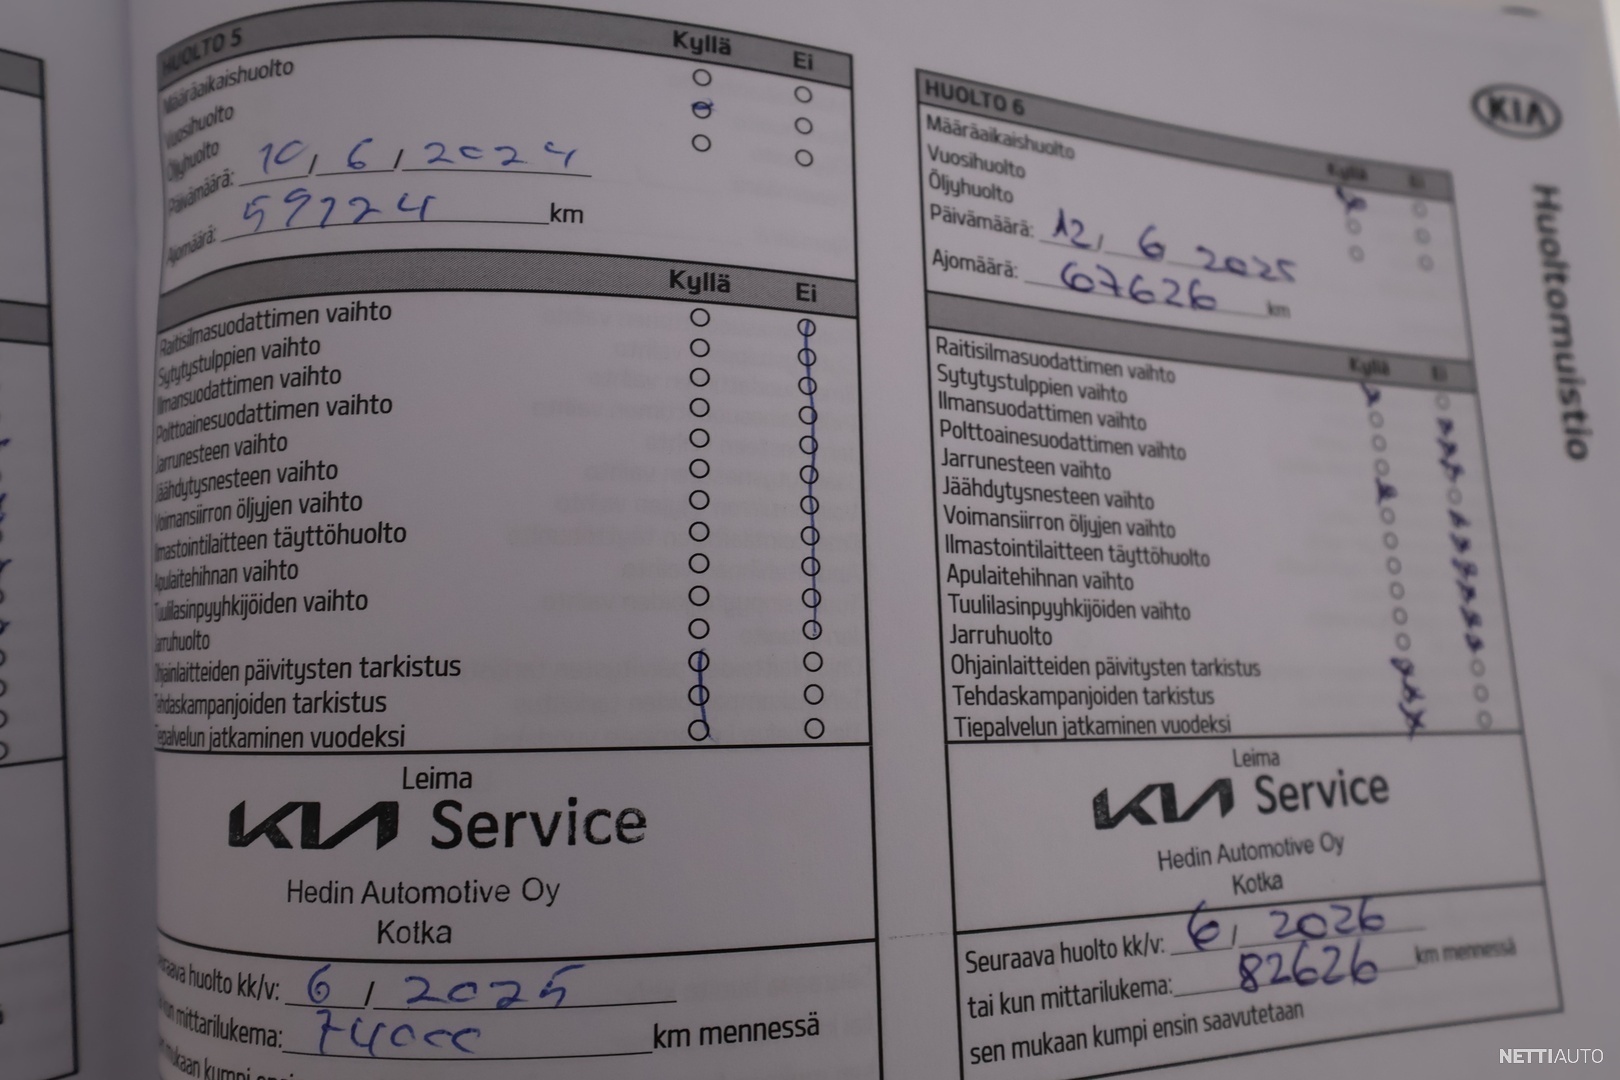 HUOLTO 5 Kyllä Ei
Määräaikaishuolto
Vuosihuolto
Öljyhuolto
Päivämäärä: 10 / 6 / 2024
Ajomäärä: km
Kyllä Ei
Raitisilmasuodattimen vaihto
Sytytystulppien vaihto
Ilmansuodattimen vaihto
Polttoainesuodattimen vaihto
Jarrunesteen vaihto
Jäähdytysnesteen vaihto
Voimansiirron öljyjen vaihto
Ilmastointilaitteen täyttöhuolto
Apulaitehihnan vaihto
Tuulilasinpyyhkijöiden vaihto
Jarruhuolto
Ohjainlaitteiden päivitysten tarkistus
Tehdaskampanjoiden tarkistus
Tiepalvelun jatkaminen vuodeksi
Leima
KIA Service
Hedin Automotive Oy
Kotka
Seuraava huolto kk/v: 6 / 2025
tai kun mittarilukema: 74000 km mennessä
sen mukaan kumpi ensin
HUOLTO 6 Kyllä Ei
Määräaikaishuolto
Vuosihuolto
Öljyhuolto
Päivämäärä: 12 / 6 2025
Ajomäärä: 67626 km
Kyllä Ei
Raitisilmasuodattimen vaihto
Sytytystulppien vaihto
Ilmansuodattimen vaihto
Polttoainesuodattimen vaihto
Jarrunesteen vaihto
Jäähdytysnesteen vaihto
Voimansiirron öljyjen vaihto
Ilmastointilaitteen täyttöhuolto
Apulaitehihnan vaihto
Tuulilasinpyyhkijöiden vaihto
Jarruhuolto
Ohjainlaitteiden päivitysten tarkistus
Tehdaskampanjoiden tarkistus
Tiepalvelun jatkaminen vuodeksi
Leima
KIA Service
Hedin Automotive Oy
Kotka
Seuraava huolto kk/v: 6 / 2026
tai kun mittarilukema: 82626 km mennessä
sen mukaan kumpi ensin saavutetaan
KIA
Huoltomuistio
NETTIAUTO